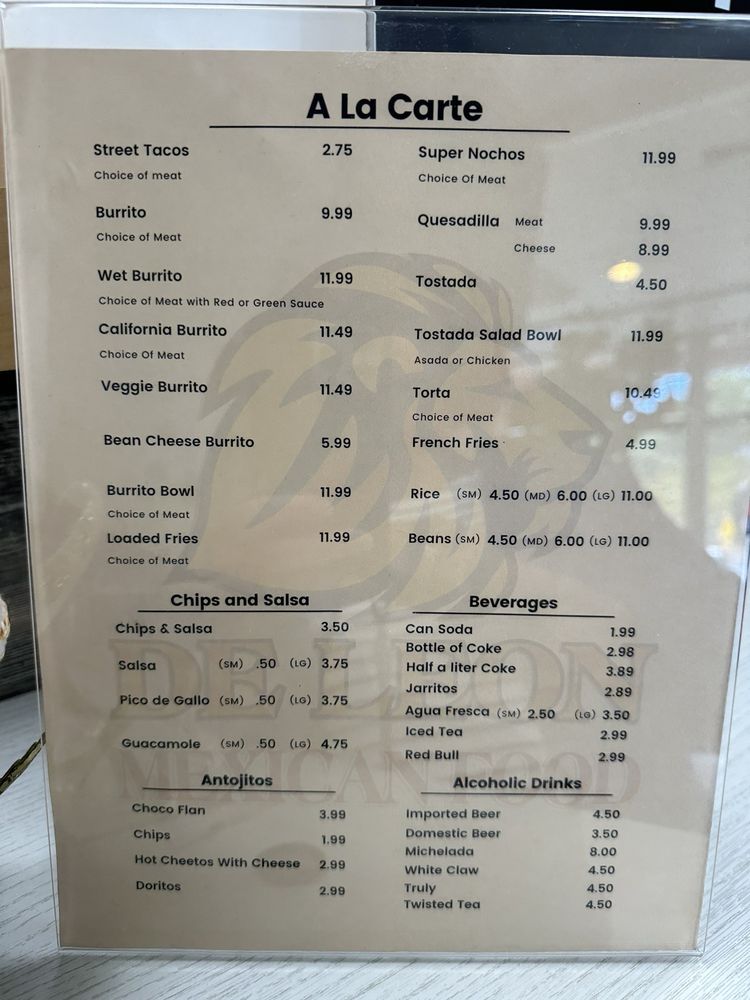 A La Carte
Street Tacos 2.75
Choice of meat
Burrito 9.99
Choice of Meat
Wet Burrito 11.99
Choice of Meat with Red or Green Sauce
California Burrito 11.49
Choice Of Meat
Veggie Burrito 11.49
Bean Cheese Burrito 5.99
Burrito Bowl 11.99
Choice of Meat
Loaded Fries 11.99
Choice of Meat
Super Nochos 11.99
Choice Of Meat
Quesadilla Meat 9.99
Cheese 8.99
Tostada 4.50
Tostada Salad Bowl 11.99
Asada or Chicken
Torta 10.49
Choice of Meat
French Fries 4.99
Rice (SM) 4.50 (MD) 6.00 (LG) 11.00
Beans (SM) 4.50 (MD) 6.00 (LG) 11.00
Chips and Salsa
Chips & Salsa 3.50
Salsa (SM) .50 (LG) 3.75
Pico de Gallo (SM) .50 (LG) 3.75
Guacamole (SM) .50 (LG) 4.75
Beverages
Can Soda 1.99
Bottle of Coke 2.98
Half a liter Coke 3.89
Jarritos 2.89
Agua Fresca (SM) 2.50 (LG) 3.50
Iced Tea 2.99
Red Bull 2.99
Antojitos
Choco Flan 3.99
Chips 1.99
Hot Cheetos With Cheese 2.99
Doritos 2.99
Alcoholic Drinks
Imported Beer 4.50
Domestic Beer 3.50
Michelada 8.00
White Claw 4.50
Truly 4.50
Twisted Tea 4.50
DE LEON
MEXICAN FOOD